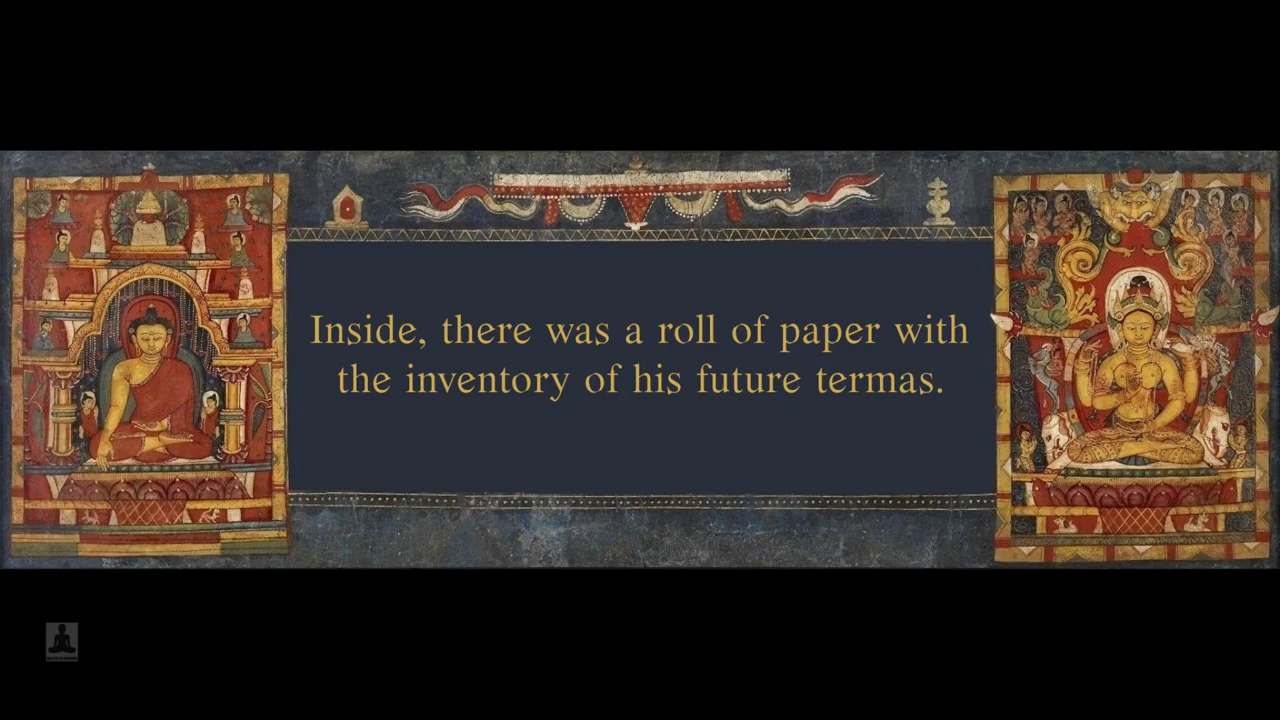 Inside, there was a roll of paper with
the inventory of his future termas.